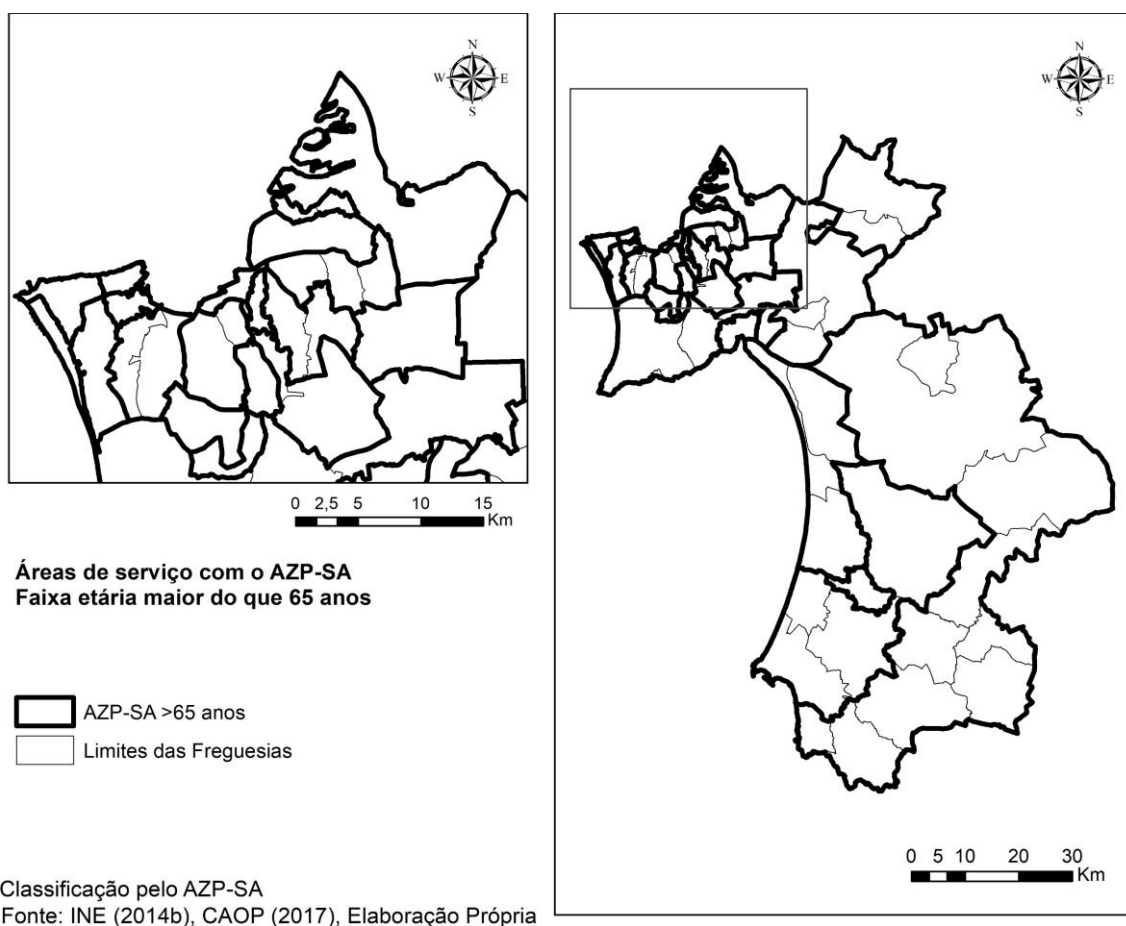 N
W E
S
0 2,5 5 10 15
Km
Áreas de serviço com o AZP-SA
Faixa etária maior do que 65 anos
AZP-SA >65 anos
Limites das Freguesias
Classificação pelo AZP-SA
Fonte: INE (2014b), CAOP (2017), Elaboração Própria
N
W E
S
0 5 10 20 30
Km